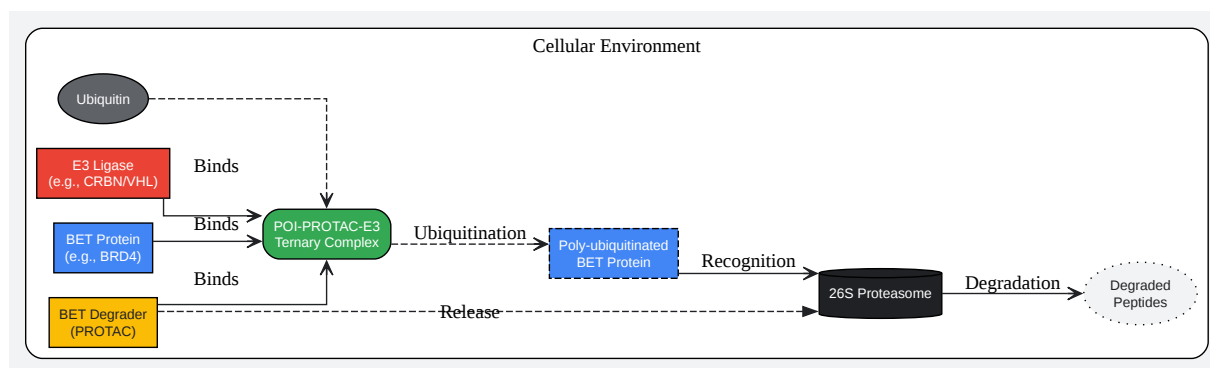 Cellular Environment
Ubiquitin
E3 Ligase
(e.g., CRBN/VHL)
Binds
BET Protein
(e.g., BRD4)
Binds
BET Degrader
(PROTAC)
Binds
POI-PROTAC-E3
Ternary Complex
Ubiquitination
Poly-ubiquitinated
BET Protein
Recognition
Release
26S Proteasome
Degradation
Degraded
Peptides